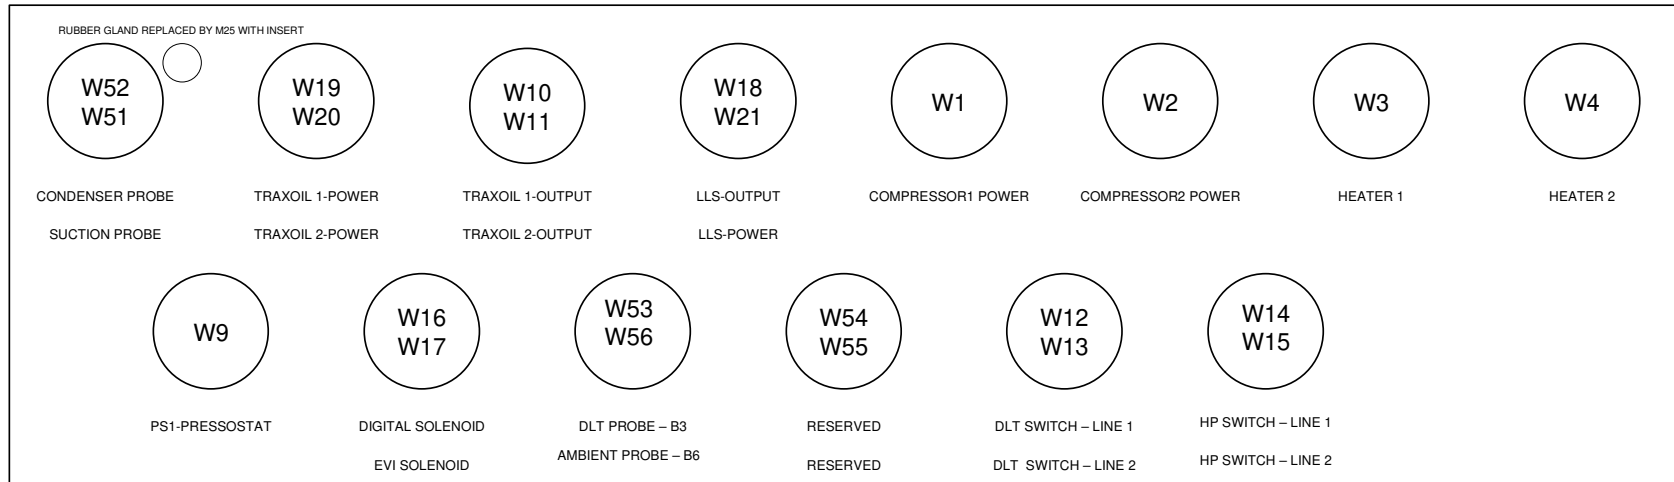 RUBBER GLAND REPLACED BY M25 WITH INSERT
W52
W51
W19
W20
W10
W11
W18
W21
W1
W2
W3
W4
CONDENSER PROBE
SUCTION PROBE
TRAXOIL 1-POWER
TRAXOIL 2-POWER
TRAXOIL 1-OUTPUT
TRAXOIL 2-OUTPUT
LLS-OUTPUT
LLS-POWER
COMPRESSOR1 POWER
COMPRESSOR2 POWER
HEATER 1
HEATER 2
W9
W16
W17
W53
W56
W54
W55
W12
W13
W14
W15
PS1-PRESSOSTAT
DIGITAL SOLENOID
EVI SOLENOID
DLT PROBE – B3
AMBIENT PROBE – B6
RESERVED
RESERVED
DLT SWITCH – LINE 1
DLT SWITCH – LINE 2
HP SWITCH – LINE 1
HP SWITCH – LINE 2